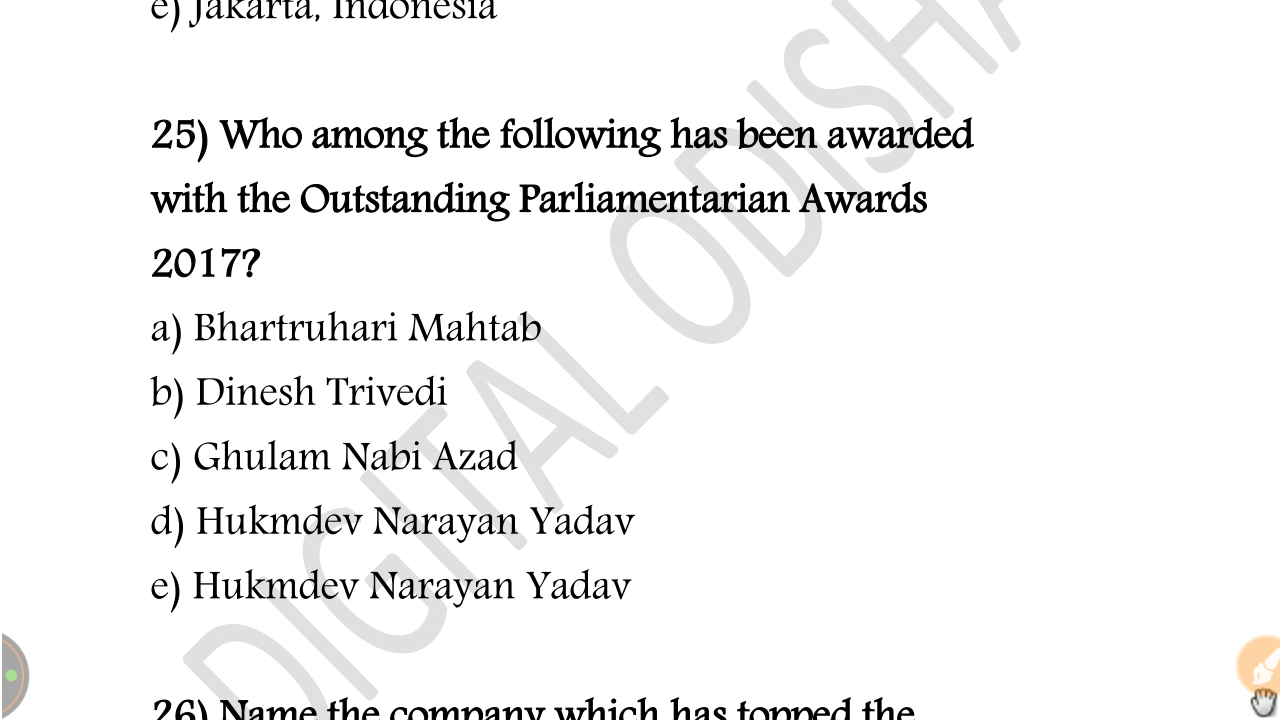 e) Jakarta, Indonesia
25) Who among the following has been awarded
with the Outstanding Parliamentarian Awards
2017?
a) Bhartruhari Mahtab
b) Dinesh Trivedi
c) Ghulam Nabi Azad
d) Hukmdev Narayan Yadav
e) Hukmdev Narayan Yadav
26) Name the company which has topped the
DIGITAL ODISHA